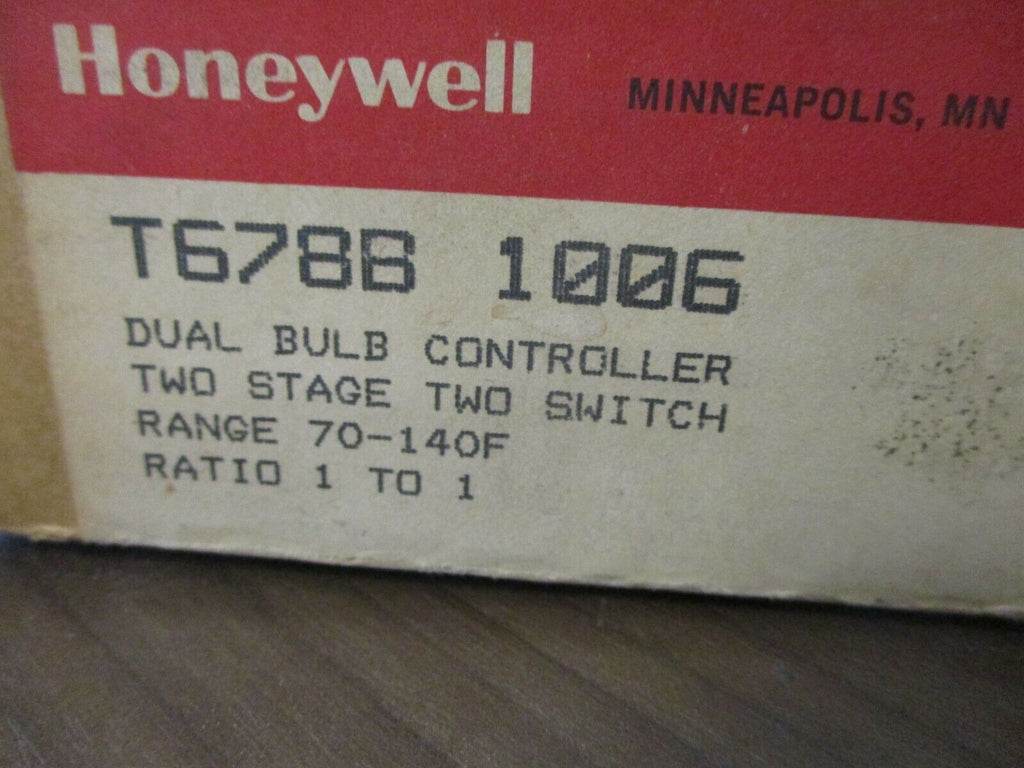 Honeywell MINNEAPOLIS, MN
T678B 1006
DUAL BULB CONTROLLER
TWO STAGE TWO SWITCH
RANGE 70-140F
RATIO 1 TO 1